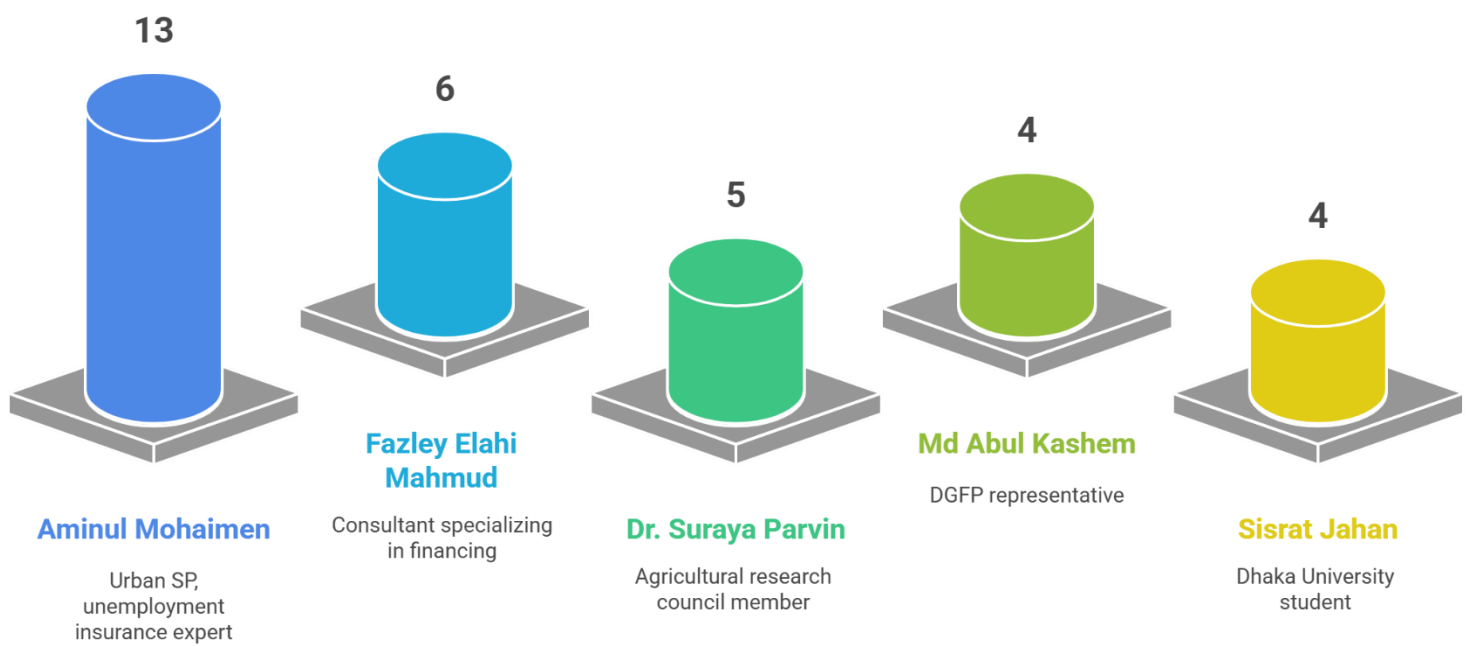 13
Aminul Mohaimen
Urban SP,
unemployment
insurance expert
6
Fazley Elahi
Mahmud
Consultant specializing
in financing
5
Dr. Suraya Parvin
Agricultural research
council member
4
Md Abul Kashem
DGFP representative
4
Sisrat Jahan
Dhaka University
student